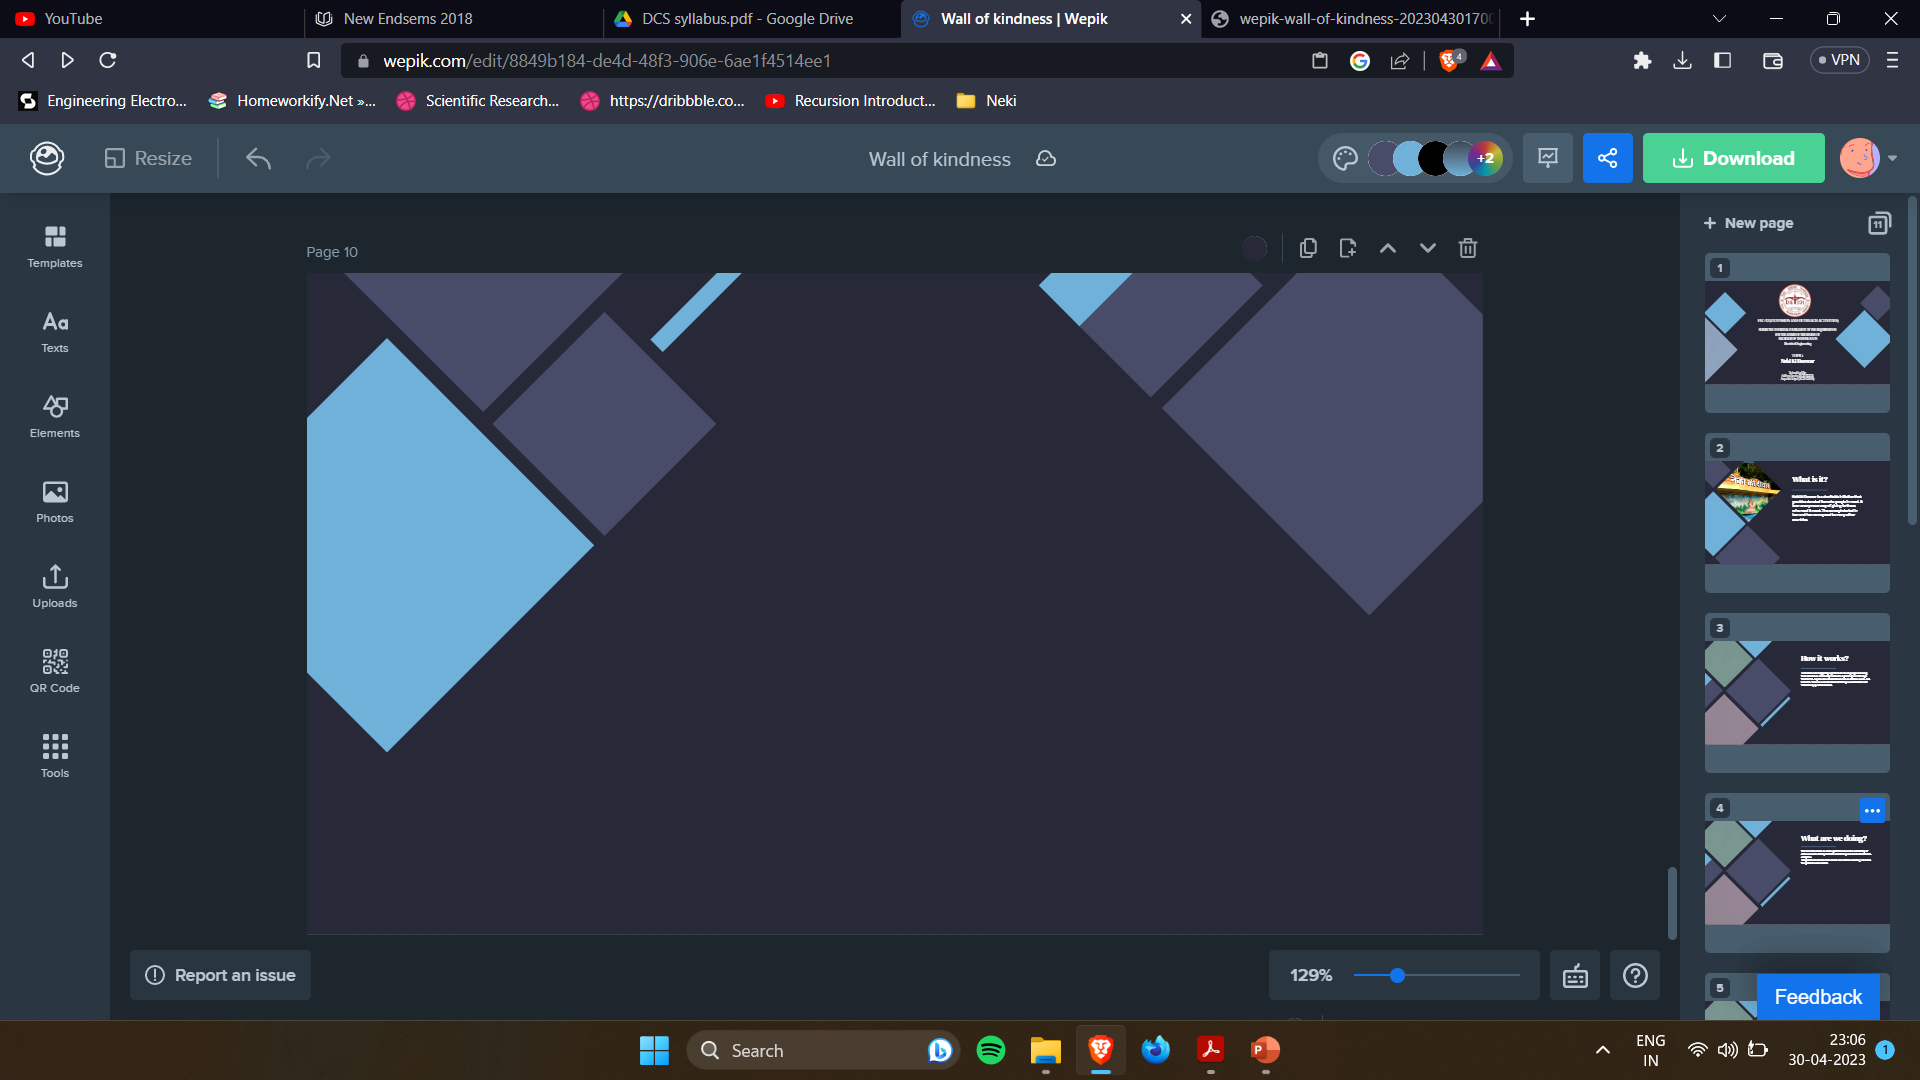 YouTube
New Endsems 2018
DCS syllabus.pdf - Google Drive
Wall of kindness | Wepik
wepik-wall-of-kindness-202304301700
wepik.com/edit/8849b184-de4d-48f3-906e-6ae1f4514ee1
4
VPN
Engineering Electro...
Homeworkify.Net »...
Scientific Research...
https://dribbble.co...
Recursion Introduct...
Neki
Resize
Wall of kindness
+2
Download
Templates
Aa
Texts
Elements
Photos
Uploads
QR Code
Tools
Page 10
+ New page
11
1
2
What is it?
3
How it works?
4
What are we doing?
5
Report an issue
129%
Feedback
Search
ENG
IN
23:06
30-04-2023
1